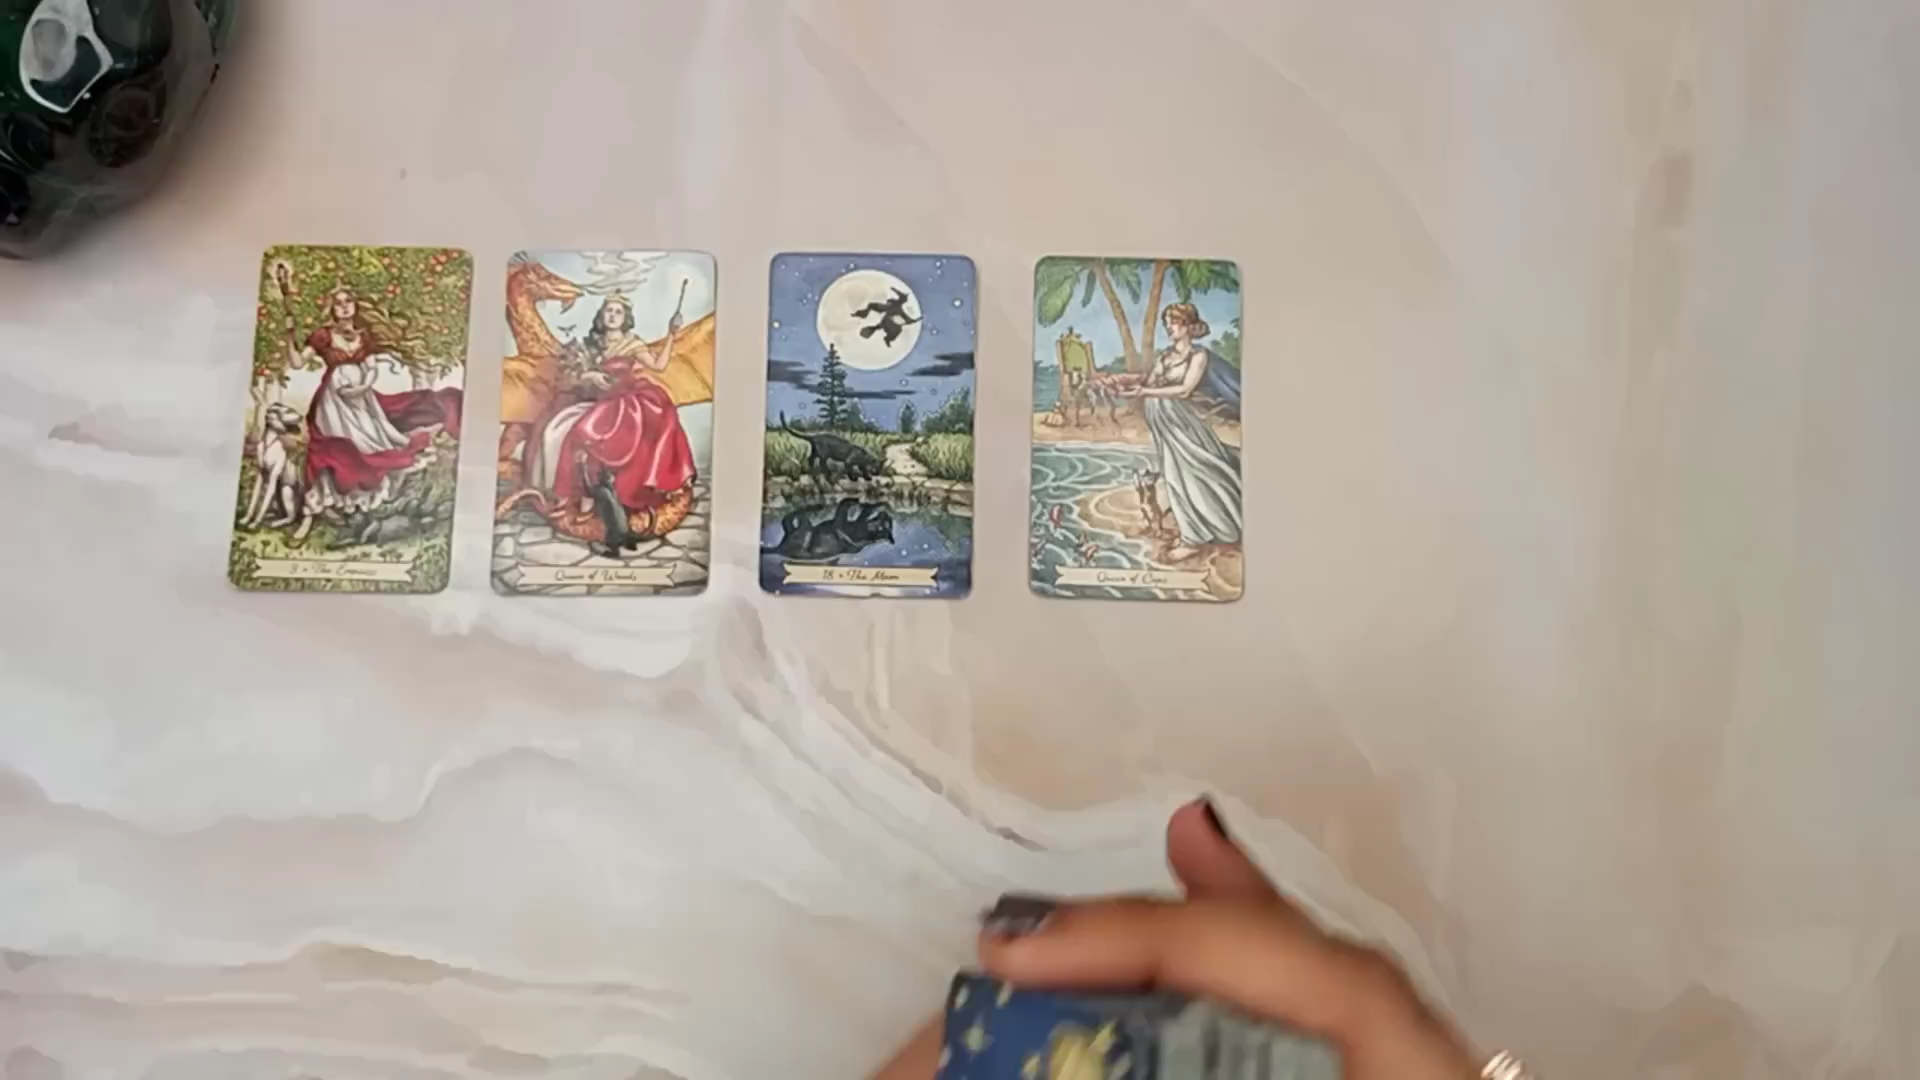 3 • The Empress
Queen of Wands
18 • The Moon
Queen of Cups